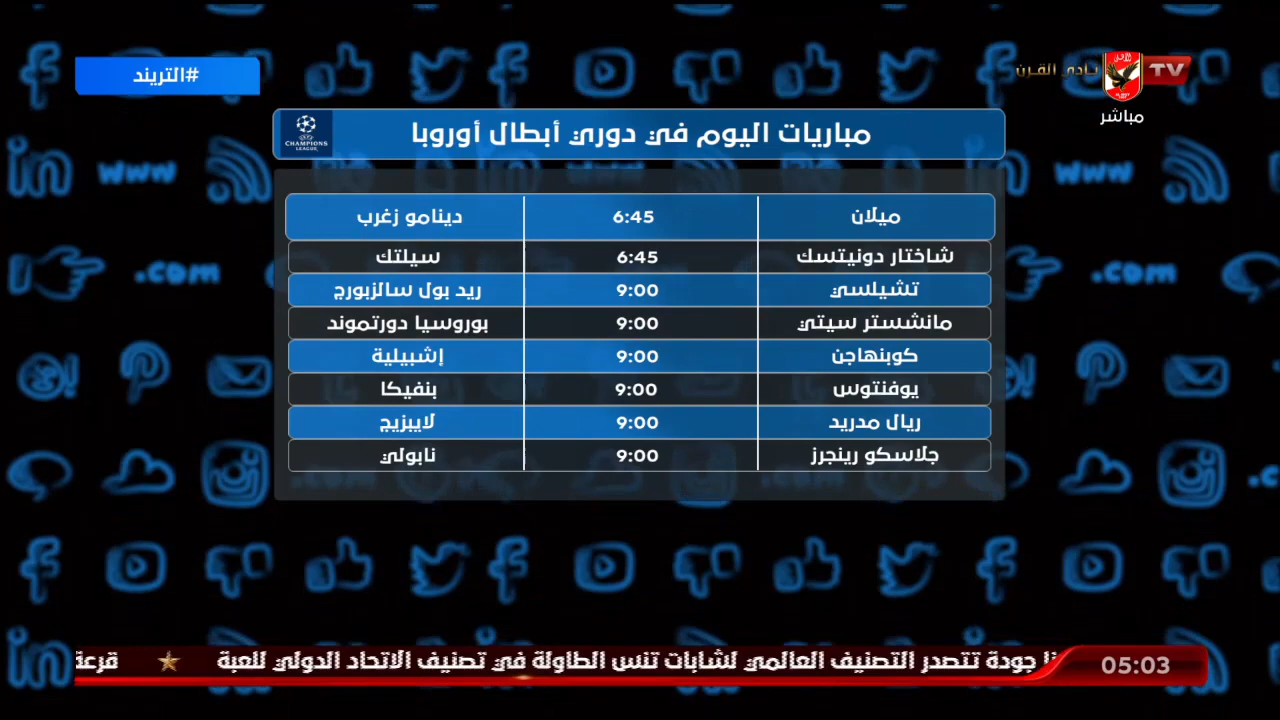 #التريند
نادي القرن
TV
مباشر
مباريات اليوم في دوري أبطال أوروبا
CHAMPIONS
LEAGUE
ميلان 6:45 دينامو زغرب
شاختار دونيتسك 6:45 سيلتك
تشيلسي 9:00 ريد بول سالزبورج
مانشستر سيتي 9:00 بوروسيا دورتموند
كوبنهاجن 9:00 إشبيلية
يوفنتوس 9:00 بنفيكا
ريال مدريد 9:00 لايبزيج
جلاسكو رينجرز 9:00 نابولي
05:03
جودة تتصدر التصنيف العالمي لشابات تنس الطاولة في تصنيف الاتحاد الدولي للعبة
قرعة